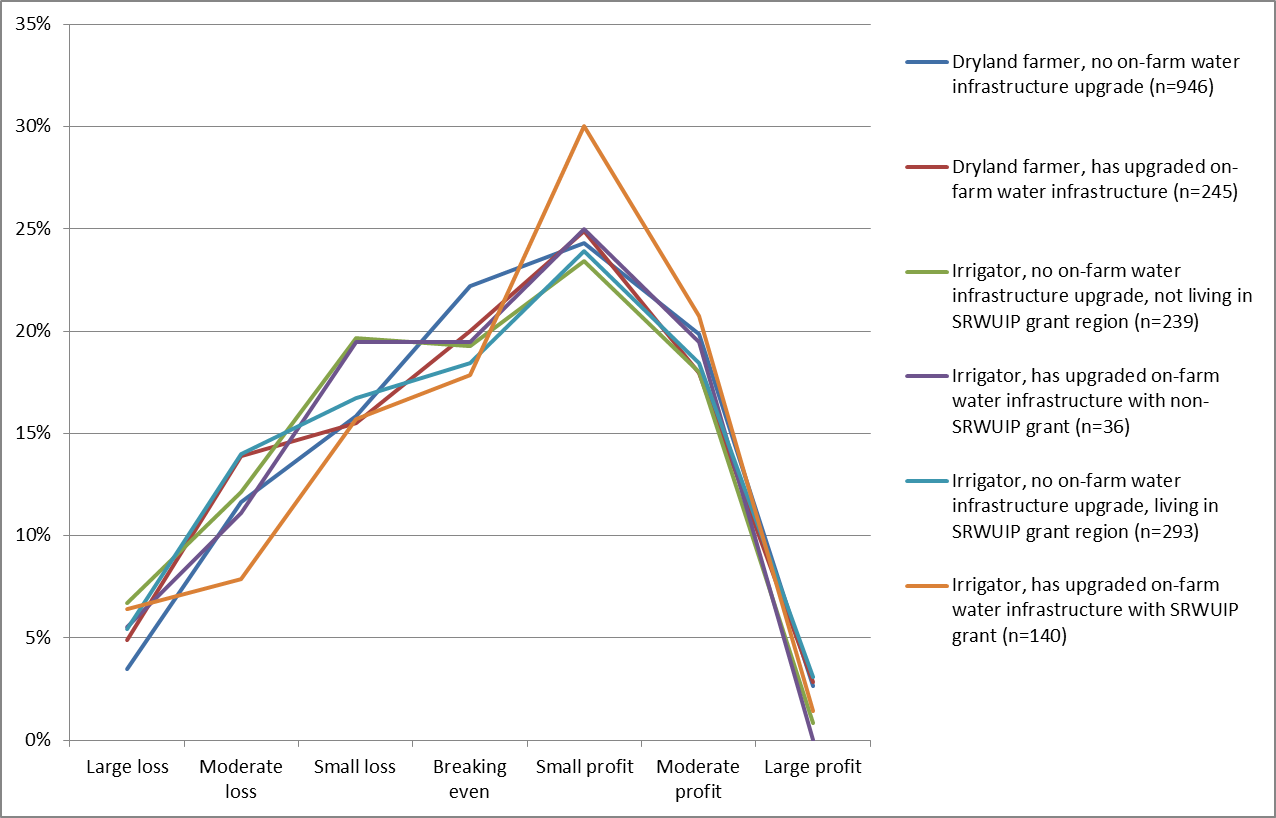 35%
30%
25%
20%
15%
10%
5%
0%
Large loss
Moderate
loss
Small loss
Breaking
even
Small profit
Moderate
profit
Large profit
Dryland farmer, no on-farm water
infrastructure upgrade (n=946)
Dryland farmer, has upgraded on-
farm water infrastructure (n=245)
Irrigator, no on-farm water
infrastructure upgrade, not living in
SRWUIP grant region (n=239)
Irrigator, has upgraded on-farm
water infrastructure with non-
SRWUIP grant (n=36)
Irrigator, no on-farm water
infrastructure upgrade, living in
SRWUIP grant region (n=293)
Irrigator, has upgraded on-farm
water infrastructure with SRWUIP
grant (n=140)